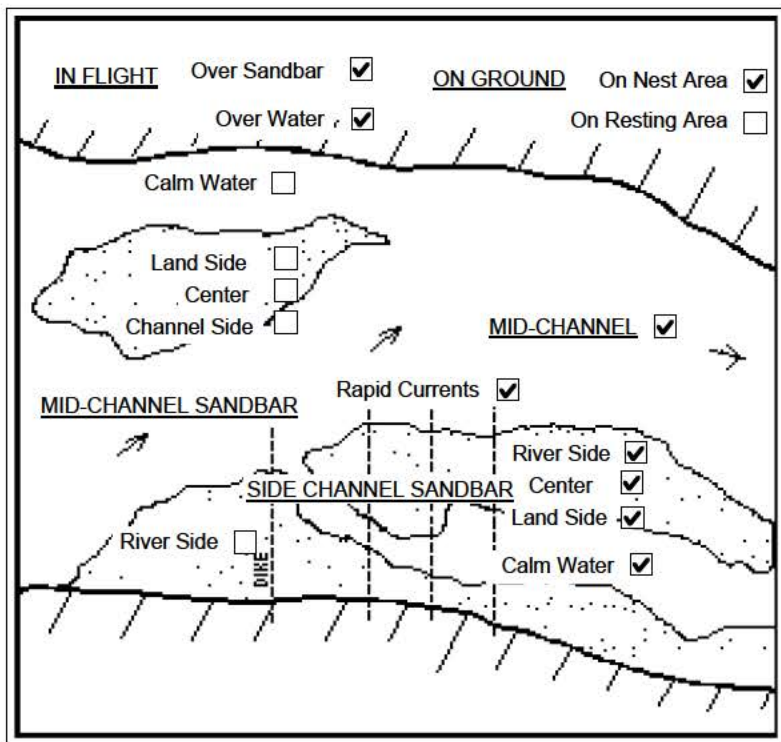 IN FLIGHT Over Sandbar ☑ ON GROUND On Nest Area ☑
Over Water ☑ On Resting Area ☐
Calm Water ☐
Land Side ☐
Center ☐
Channel Side ☐ MID-CHANNEL ☑
Rapid Currents ☑
MID-CHANNEL SANDBAR
River Side ☑
SIDE CHANNEL SANDBAR Center ☑
Land Side ☑
River Side ☐
DIKE
Calm Water ☑